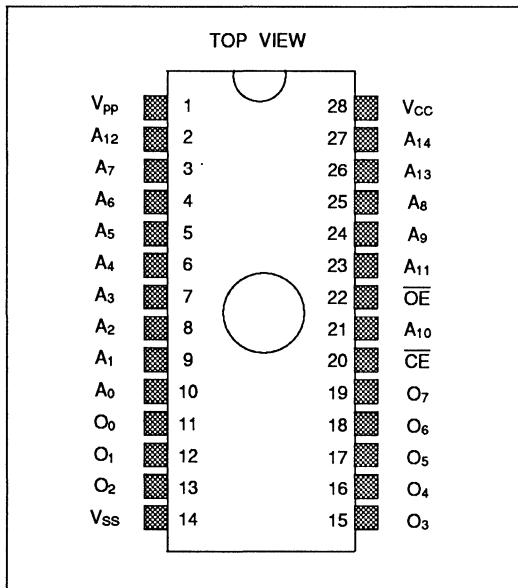 TOP VIEW
VPP 1 28 VCC
A12 2 27 A14
A7 3 26 A13
A6 4 25 A8
A5 5 24 A9
A4 6 23 A11
A3 7 22 O̅E̅
A2 8 21 A10
A1 9 20 C̅E̅
A0 10 19 O7
O0 11 18 O6
O1 12 17 O5
O2 13 16 O4
VSS 14 15 O3